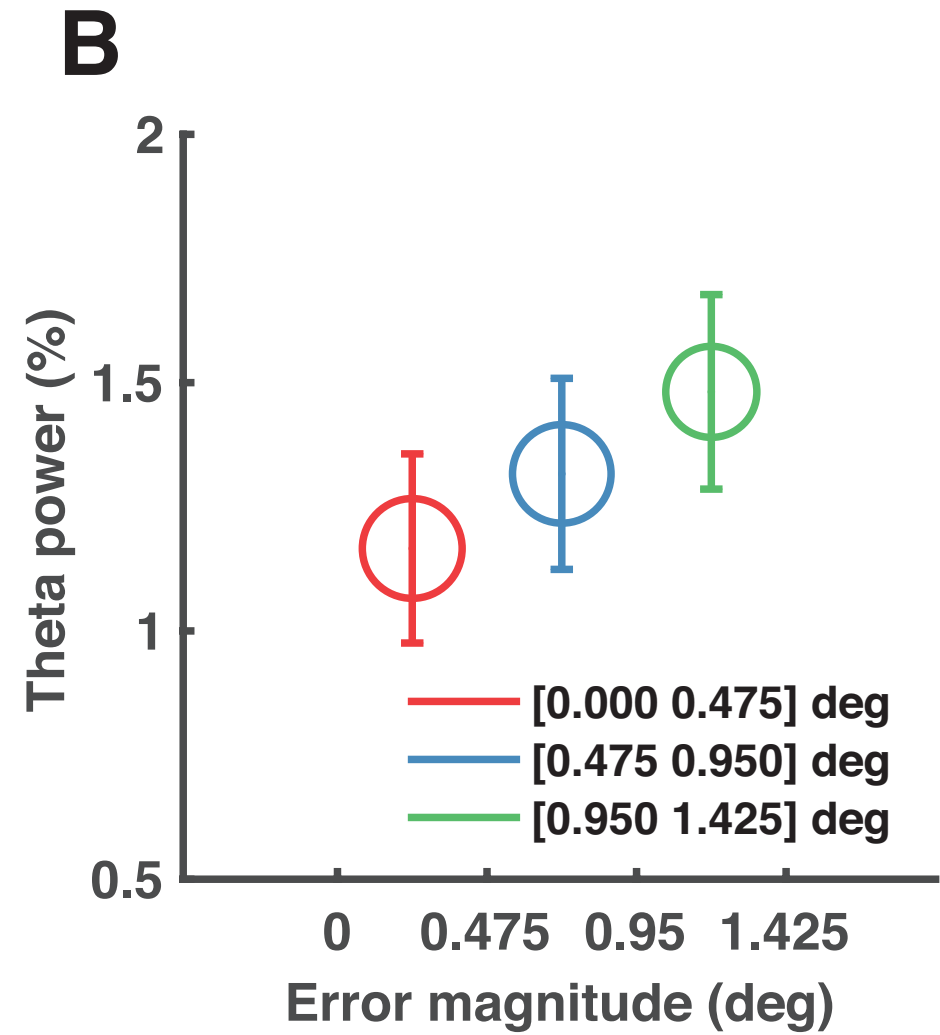 B
2
1.5
1
0.5
Theta power (%)
[0.000 0.475] deg
[0.475 0.950] deg
[0.950 1.425] deg
0 0.475 0.95 1.425
Error magnitude (deg)